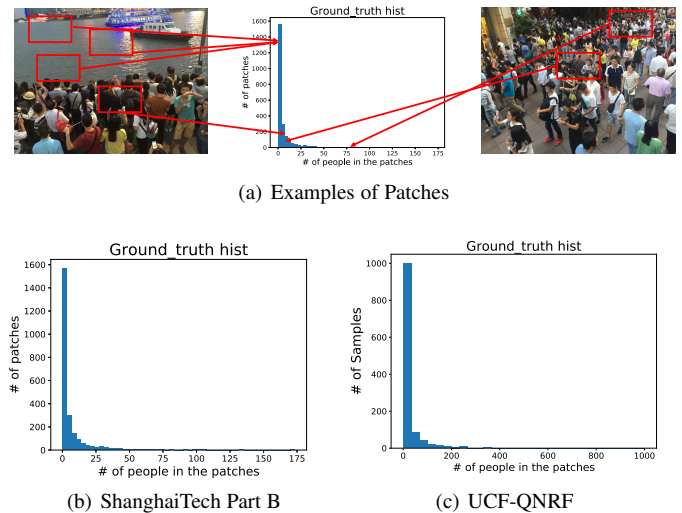 Ground_truth hist
# of patches
1600
1400
1200
1000
800
600
400
200
0
0 25 50 75 100 125 150 175
# of people in the patches
(a) Examples of Patches
Ground_truth hist
# of patches
1600
1400
1200
1000
800
600
400
200
0
0 25 50 75 100 125 150 175
# of people in the patches
(b) ShanghaiTech Part B
Ground_truth hist
# of Samples
1000
800
600
400
200
0
0 200 400 600 800 1000
# of people in the patches
(c) UCF-QNRF